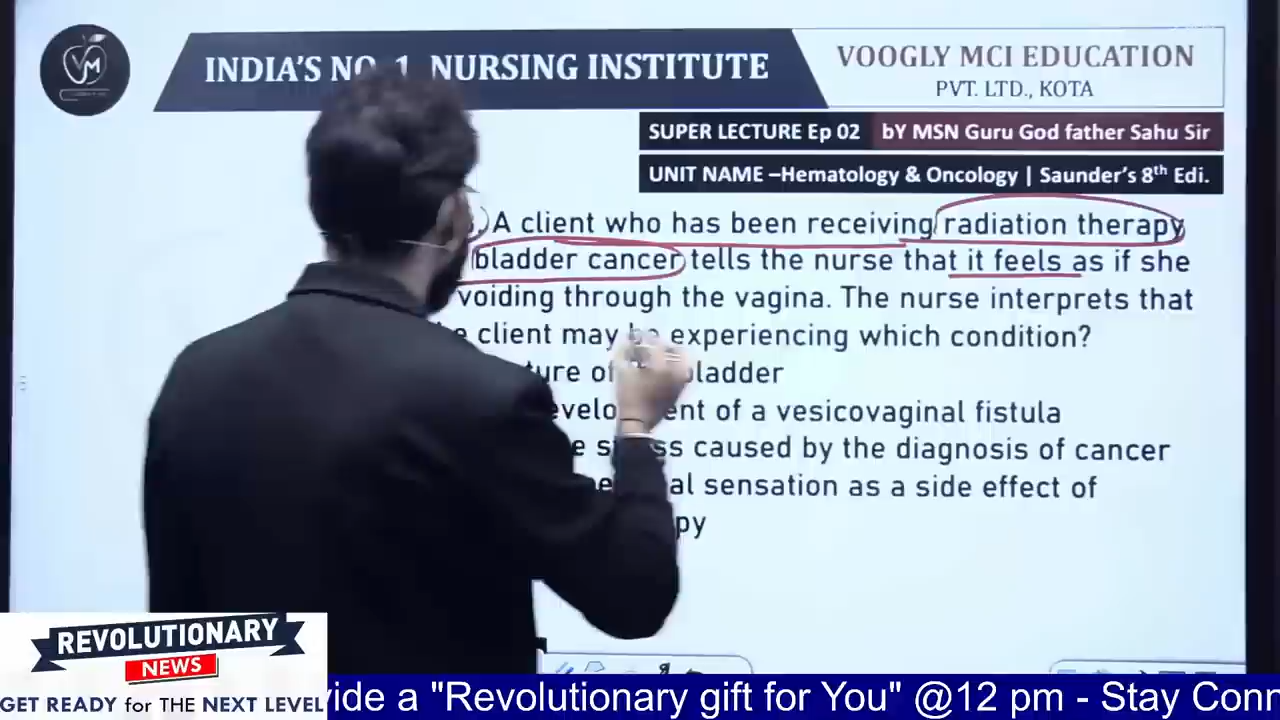 VM
INDIA'S NO. 1 NURSING INSTITUTE
VOOGLY MCI EDUCATION
PVT. LTD., KOTA
SUPER LECTURE Ep 02 bY MSN Guru God father Sahu Sir
UNIT NAME –Hematology & Oncology | Saunder's 8th Edi.
A client who has been receiving radiation therapy
bladder cancer tells the nurse that it feels as if she
voiding through the vagina. The nurse interprets that
client may be experiencing which condition?
bladder
of a vesicovaginal fistula
caused by the diagnosis of cancer
sensation as a side effect of
REVOLUTIONARY
NEWS
GET READY for THE NEXT LEVEL
a "Revolutionary gift for You" @12 pm - Stay